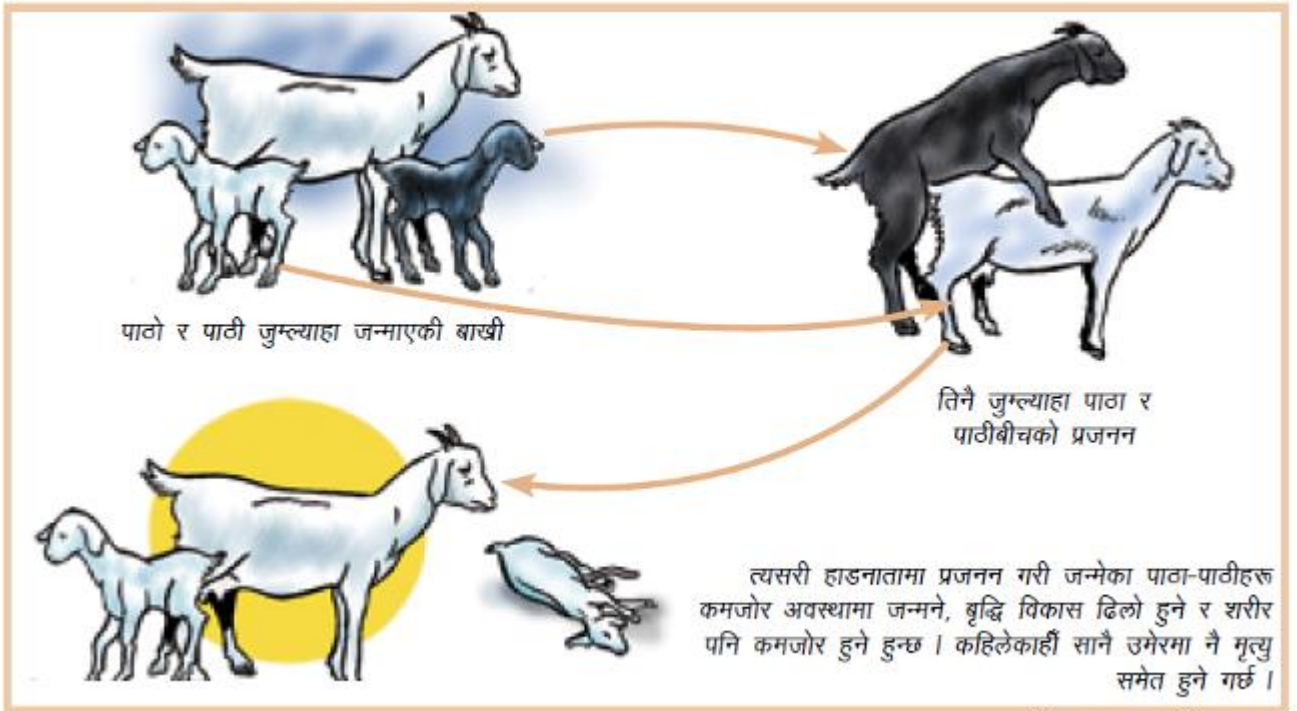 पाठो र पाठी जुम्ल्याहा जन्माएकी बाख्री
तिनै जुम्ल्याहा पाठा र
पाठीबीचको प्रजनन
त्यसरी हाडनातामा प्रजनन गरी जन्मेका पाठा-पाठीहरू
कमजोर अवस्थामा जन्मने, बृद्धि विकास ढिलो हुने र शरीर
पनि कमजोर हुने हुन्छ । कहिलेकाहीँ सानै उमेरमा नै मृत्यु
समेत हुने गर्छ ।